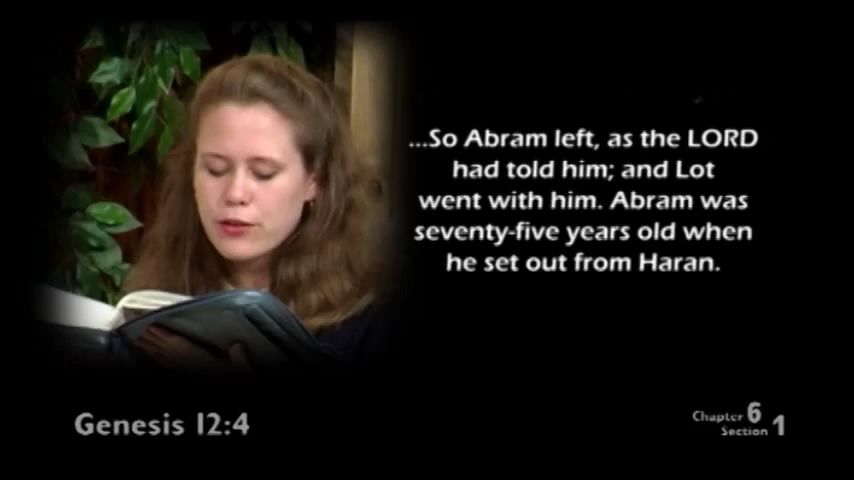 ...So Abram left, as the LORD
had told him; and Lot
went with him. Abram was
seventy-five years old when
he set out from Haran.
Genesis 12:4
Chapter 6
Section 1